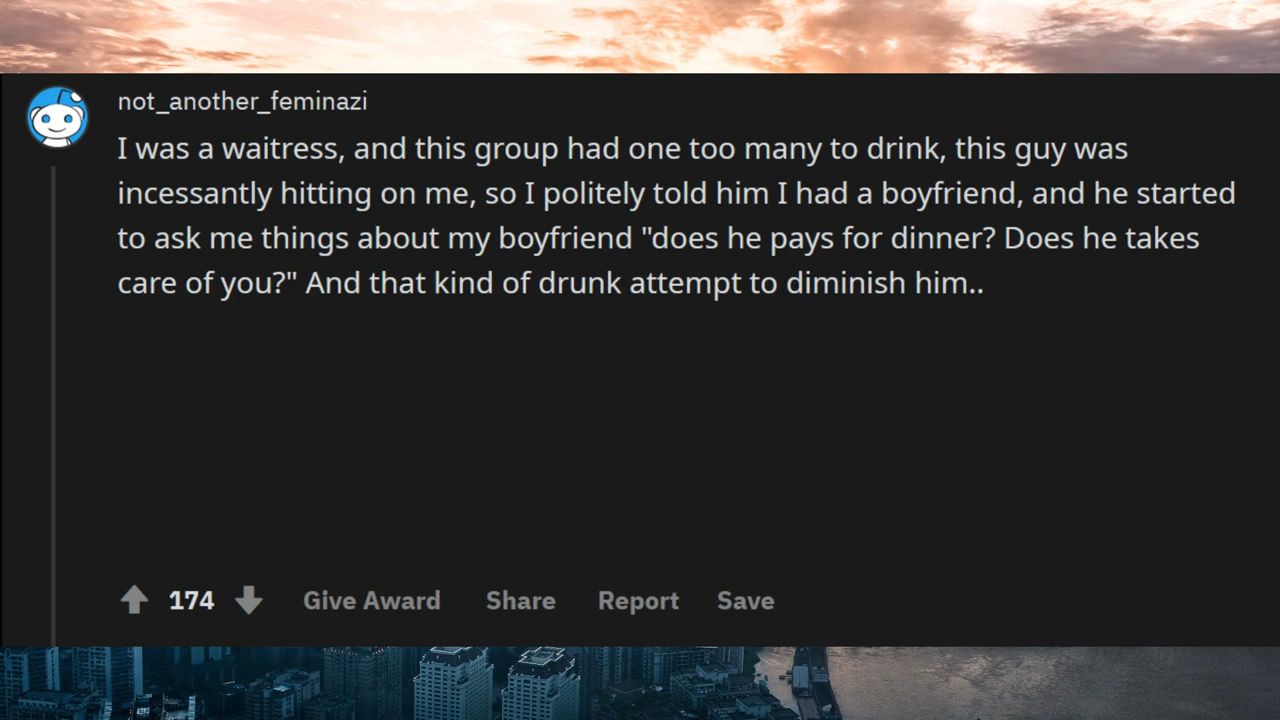 not_another_feminazi
I was a waitress, and this group had one too many to drink, this guy was
incessantly hitting on me, so I politely told him I had a boyfriend, and he started
to ask me things about my boyfriend "does he pays for dinner? Does he takes
care of you?" And that kind of drunk attempt to diminish him..
174 Give Award Share Report Save